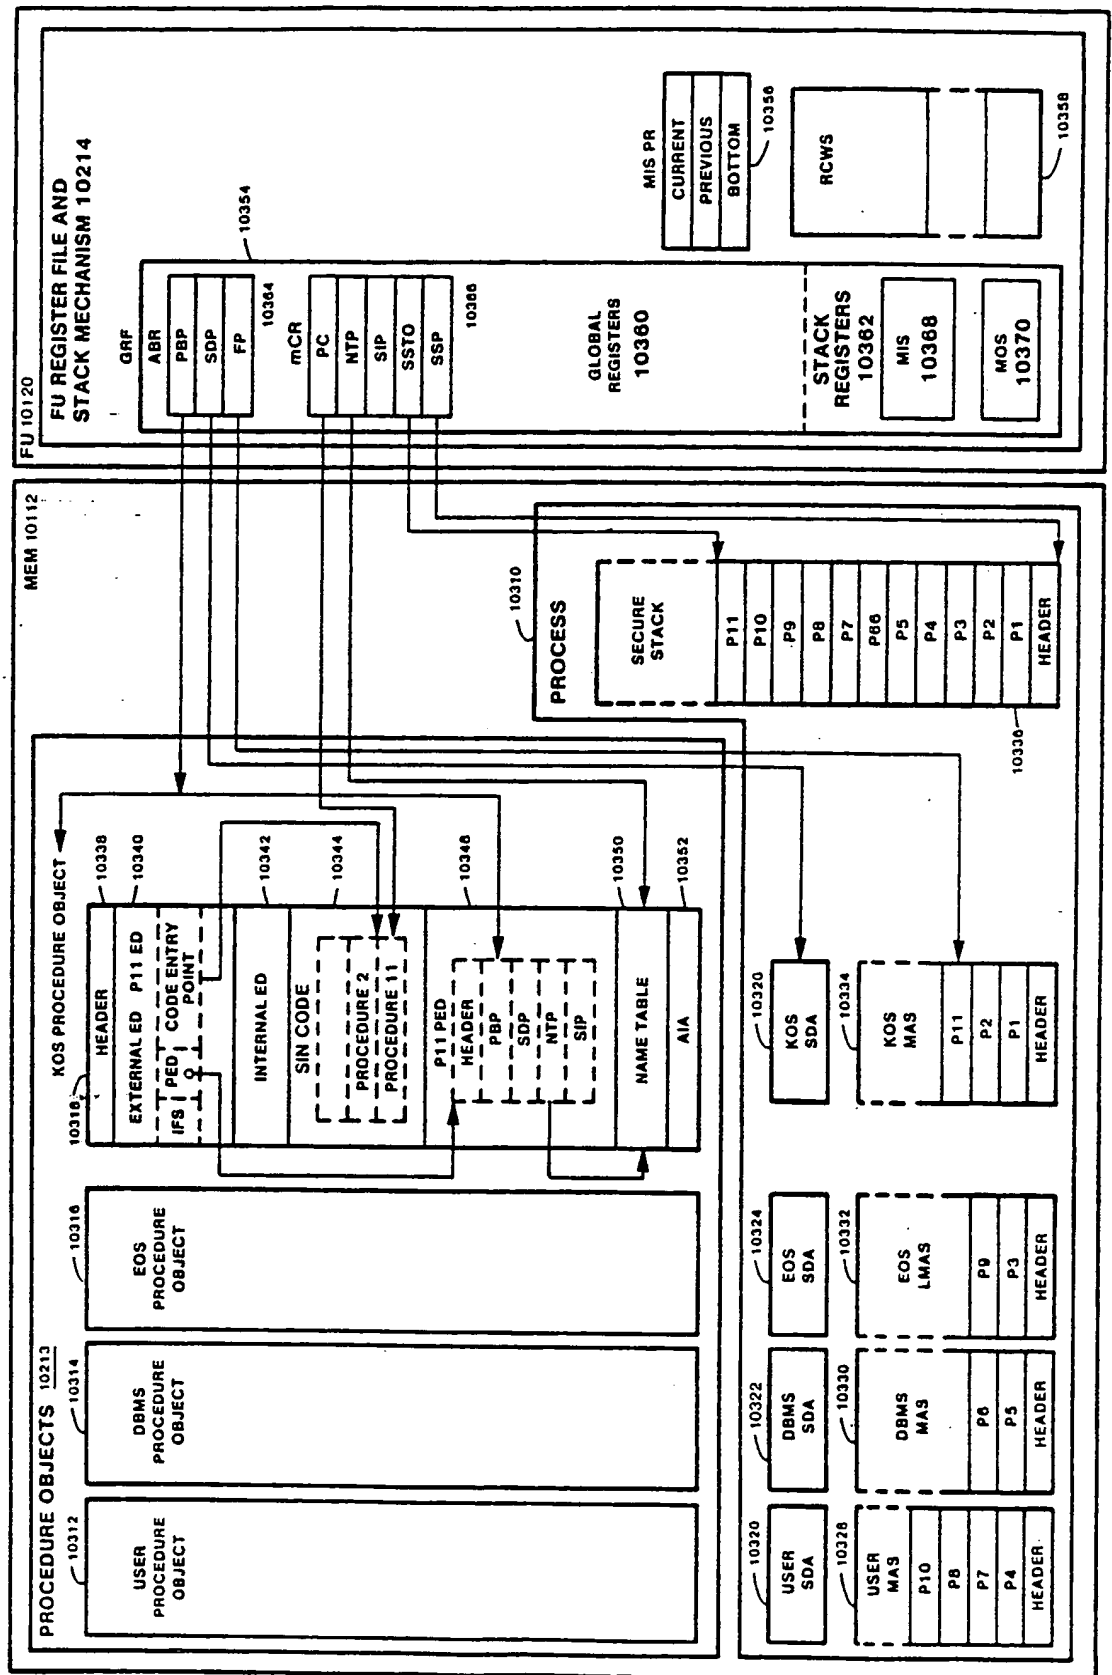 FU 10120
FU REGISTER FILE AND
STACK MECHANISM 10214
GRF
ABR
PBP
SDP
FP
10364
10354
mCR
PC
NTP
SIP
SSTO
SSP
10366
GLOBAL
REGISTERS
10360
STACK
REGISTERS
10362
MIS
10368
MOS
10370
MIS PR
CURRENT
PREVIOUS
BOTTOM
10356
RCWS
10358
MEM 10112
PROCEDURE OBJECTS 10213
10312
USER
PROCEDURE
OBJECT
10314
DBMS
PROCEDURE
OBJECT
10316
EOS
PROCEDURE
OBJECT
10318
KOS PROCEDURE OBJECT
HEADER
10338
EXTERNAL ED P11 ED
10340
IFS PED CODE ENTRY
POINT
INTERNAL ED
10342
SIN CODE
10344
PROCEDURE 2
PROCEDURE 11
P11 PED
10348
HEADER
PBP
SDP
NTP
SIP
NAME TABLE
10350
AIA
10352
10310
PROCESS
SECURE
STACK
P11
P10
P9
P8
P7
P66
P5
P4
P3
P2
P1
HEADER
10336
10320
USER
SDA
10322
DBMS
SDA
10324
EOS
SDA
10320
KOS
SDA
10328
USER
MAS
P10
P8
P7
P4
HEADER
10330
DBMS
MAS
P6
P5
HEADER
10332
EOS
LMAS
P9
P3
HEADER
10334
KOS
MAS
P11
P2
P1
HEADER